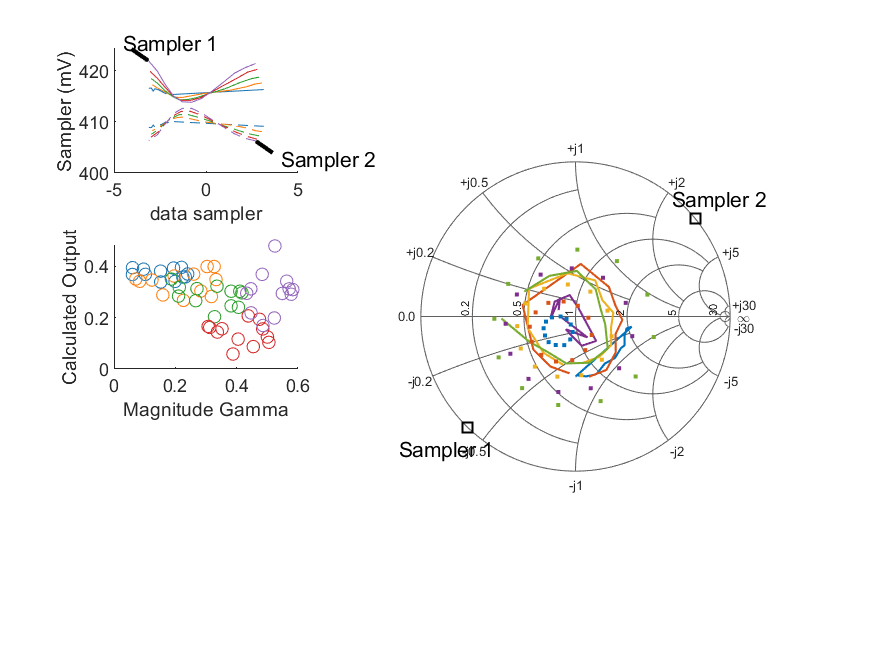 Sampler 1
420
410
400
Sampler (mV)
-5
0
5
data sampler
Sampler 2
0.4
0.2
0
Calculated Output
0
0.2
0.4
0.6
Magnitude Gamma
+j1
+j0.5
+j2
Sampler 2
+j0.2
+j5
0.0
0.2
0.5
1
2
5
30
+j30
∞
-j30
-j0.2
-j5
Sampler 1
-j0.5
-j2
-j1